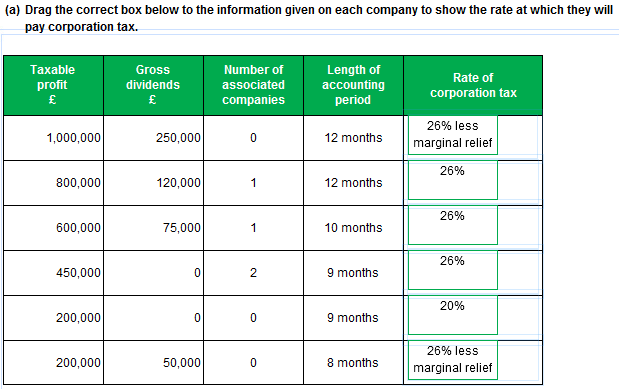 (a) Drag the correct box below to the information given on each company to show the rate at which they will
pay corporation tax.
Taxable profit £ Gross dividends £ Number of associated companies Length of accounting period Rate of corporation tax
1,000,000 250,000 0 12 months 26% less marginal relief
800,000 120,000 1 12 months 26%
600,000 75,000 1 10 months 26%
450,000 0 2 9 months 26%
200,000 0 0 9 months 20%
200,000 50,000 0 8 months 26% less marginal relief